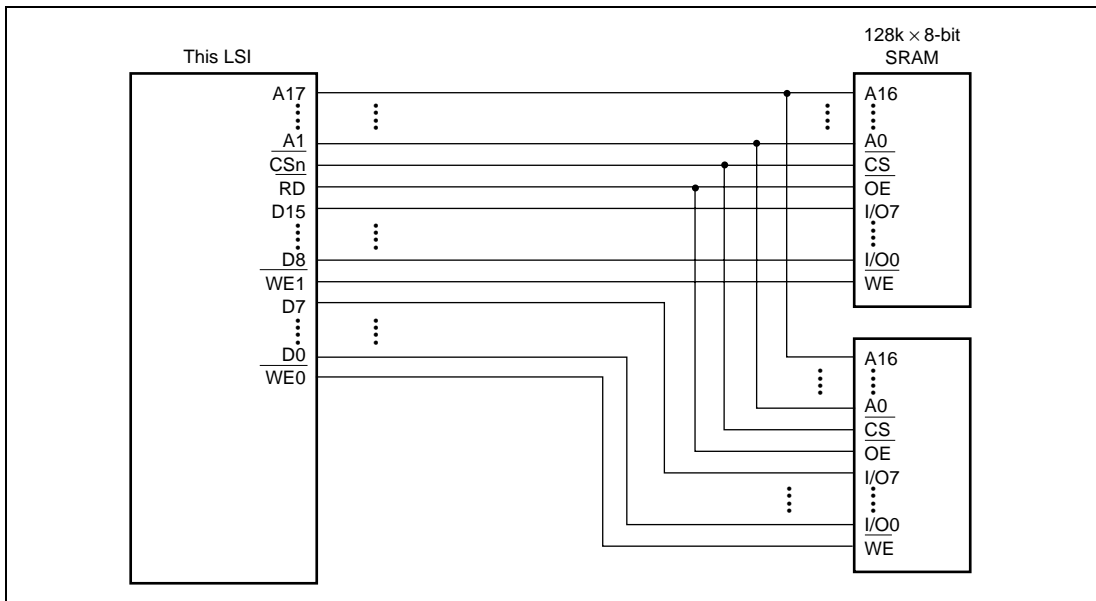 This LSI
A17
A1
CSn
RD
D15
D8
WE1
D7
D0
WE0
128k × 8-bit
SRAM
A16
A0
CS
OE
I/O7
I/O0
WE
A16
A0
CS
OE
I/O7
I/O0
WE